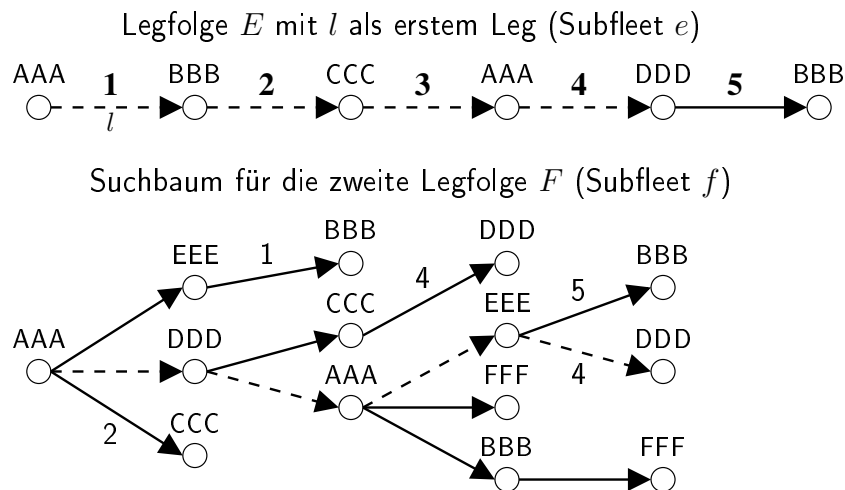 Legfolge E mit l als erstem Leg (Subfleet e)
AAA 1 BBB 2 CCC 3 AAA 4 DDD 5 BBB
l
Suchbaum für die zweite Legfolge F (Subfleet f)
BBB DDD
EEE 1 BBB
CCC 4 EEE 5
AAA DDD DDD
AAA FFF 4
2 CCC
BBB FFF